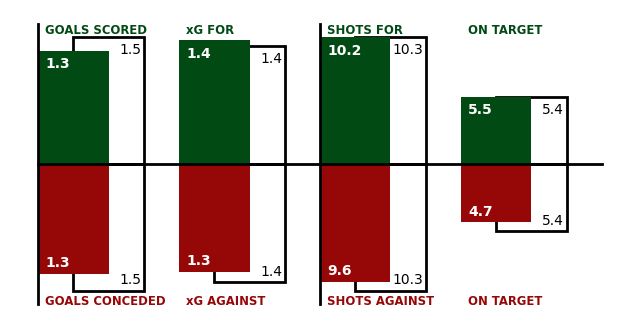 GOALS SCORED xG FOR SHOTS FOR ON TARGET
1.3 1.5 1.4 1.4 10.2 10.3 5.5 5.4
1.3 1.5 1.3 1.4 9.6 10.3 4.7 5.4
GOALS CONCEDED xG AGAINST SHOTS AGAINST ON TARGET